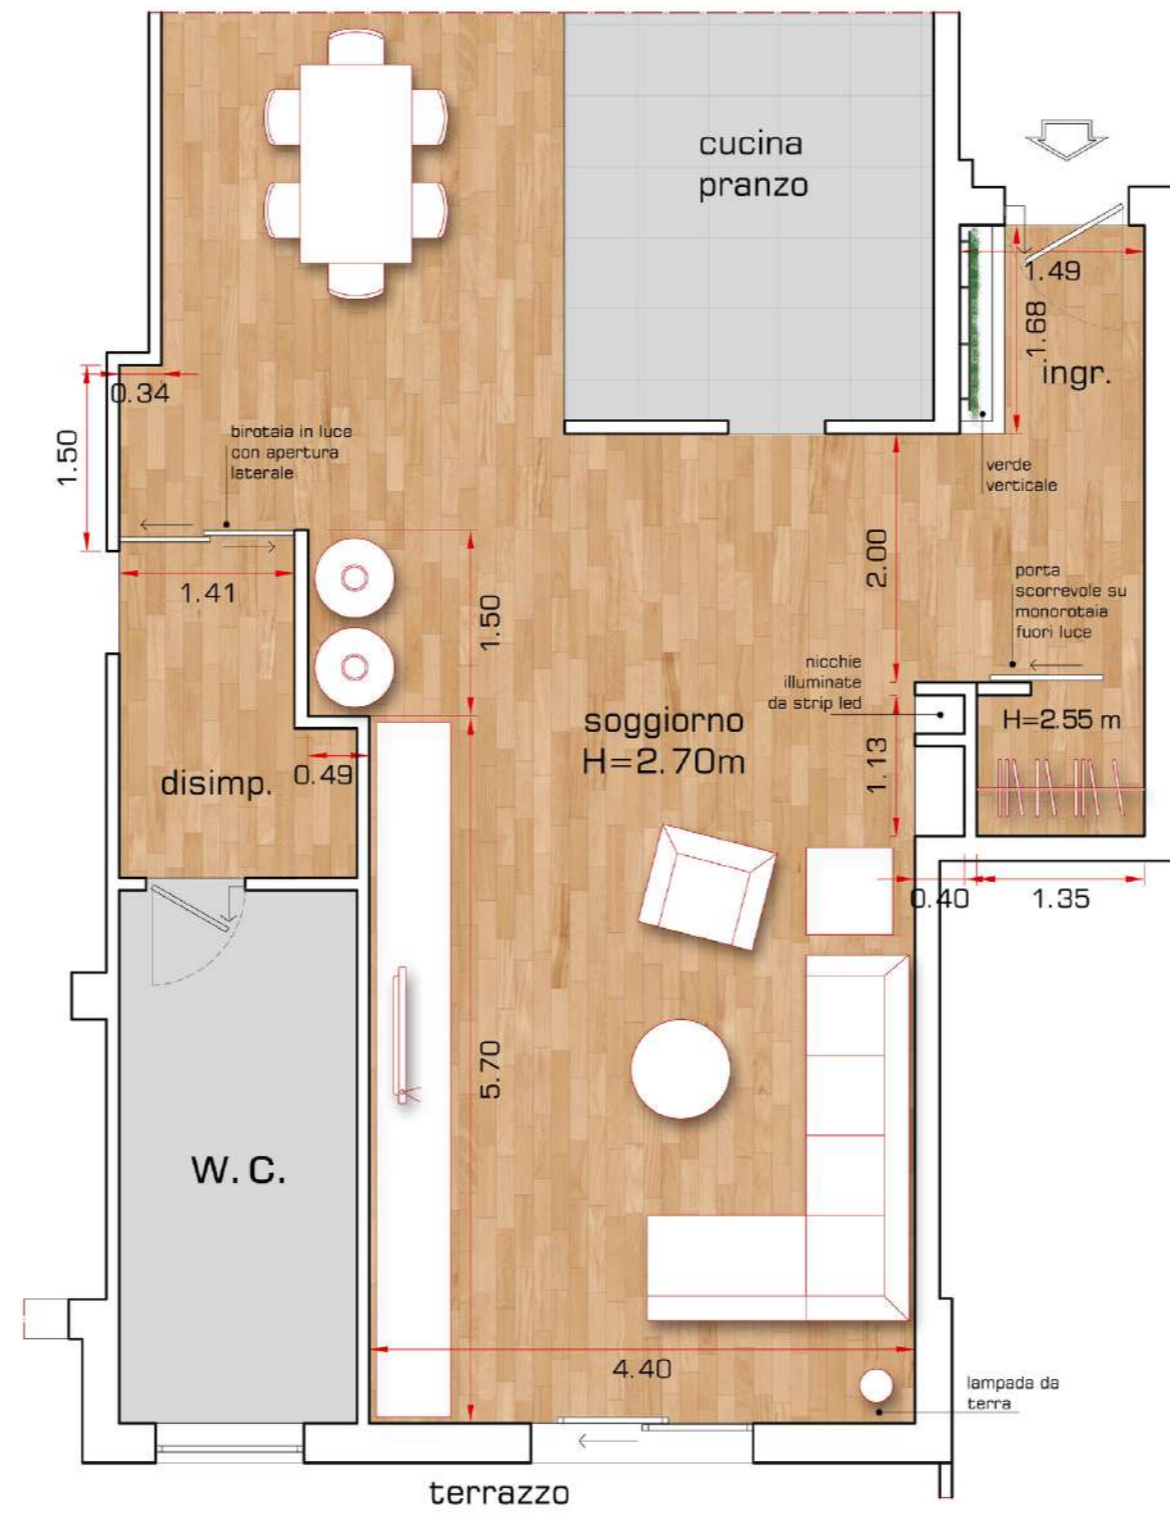 cucina
pranzo
1.49
1.68
ingr.
0.34
1.50
birotaia in luce
con apertura
laterale
verde
verticale
2.00
1.41
1.50
porta
scorrevole su
monorotaia
fuori luce
nicchie
illuminate
da strip led
soggiorno
H=2.70m
H=2.55 m
1.13
disimp.
0.49
0.40
1.35
5.70
W.C.
4.40
lampada da
terra
terrazzo